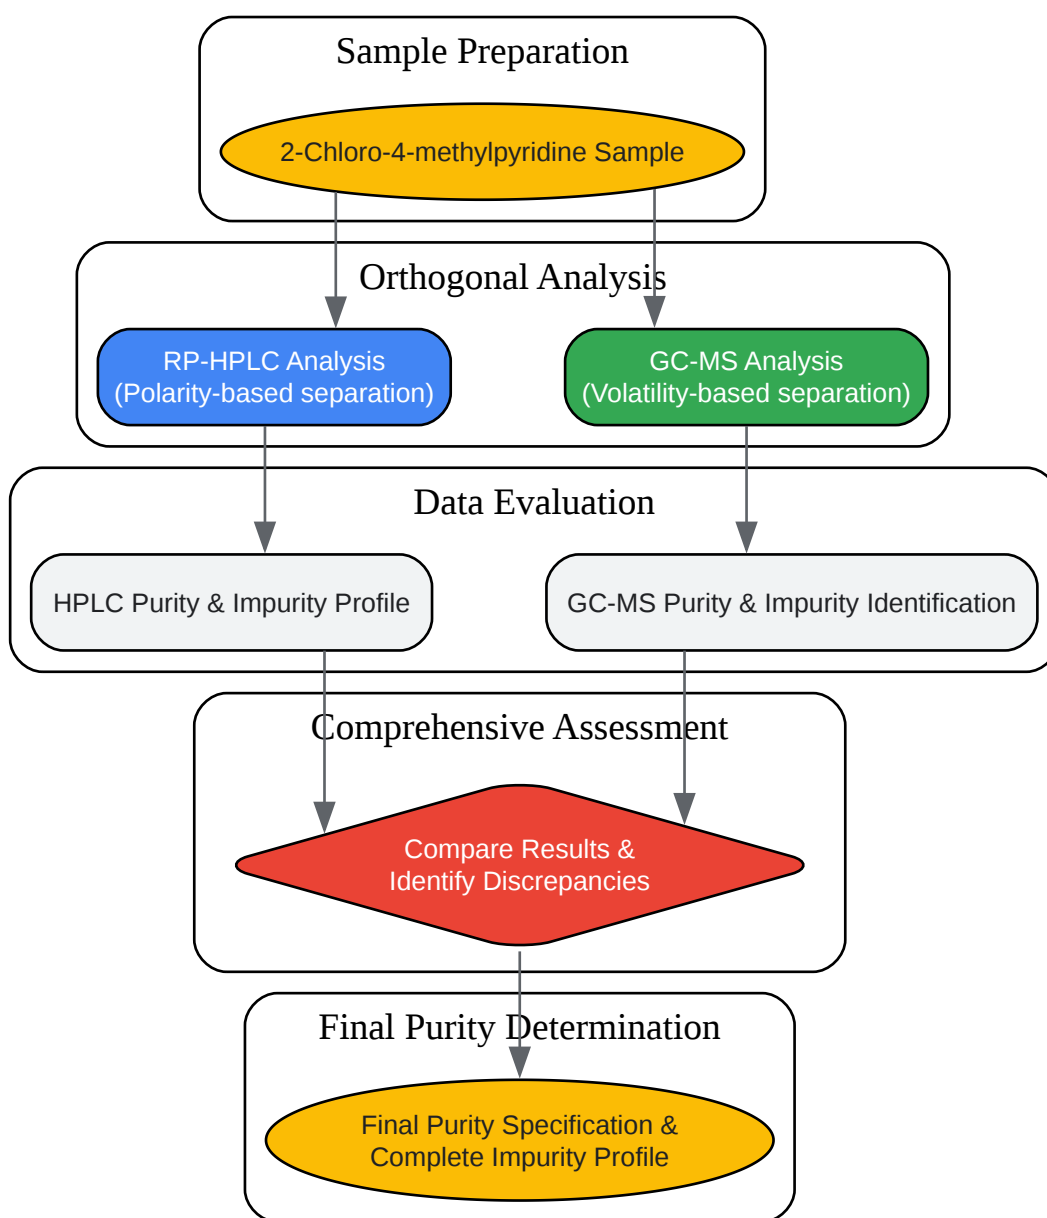 Sample Preparation
2-Chloro-4-methylpyridine Sample
Orthogonal Analysis
RP-HPLC Analysis
(Polarity-based separation)
GC-MS Analysis
(Volatility-based separation)
Data Evaluation
HPLC Purity & Impurity Profile
GC-MS Purity & Impurity Identification
Comprehensive Assessment
Compare Results &
Identify Discrepancies
Final Purity Determination
Final Purity Specification &
Complete Impurity Profile